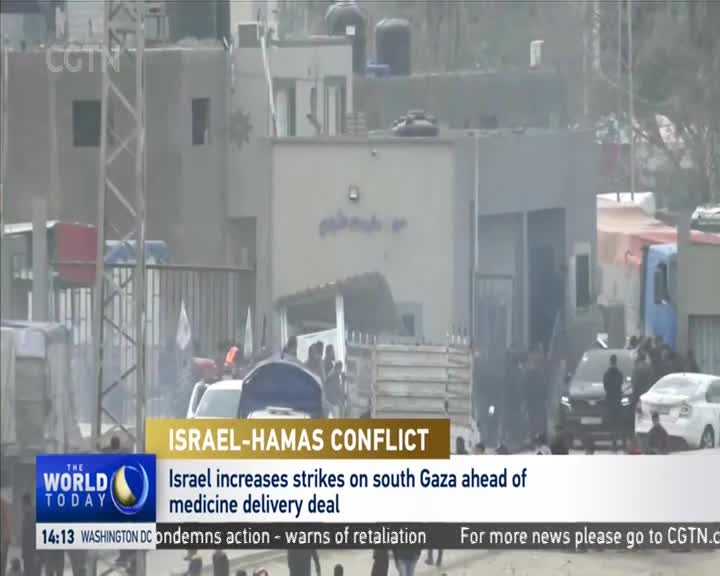 CGTN
ISRAEL-HAMAS CONFLICT
THE
WORLD
TODAY
Israel increases strikes on south Gaza ahead of
medicine delivery deal
14:13 WASHINGTON DC
ondemns action - warns of retaliation For more news please go to CGTN.c